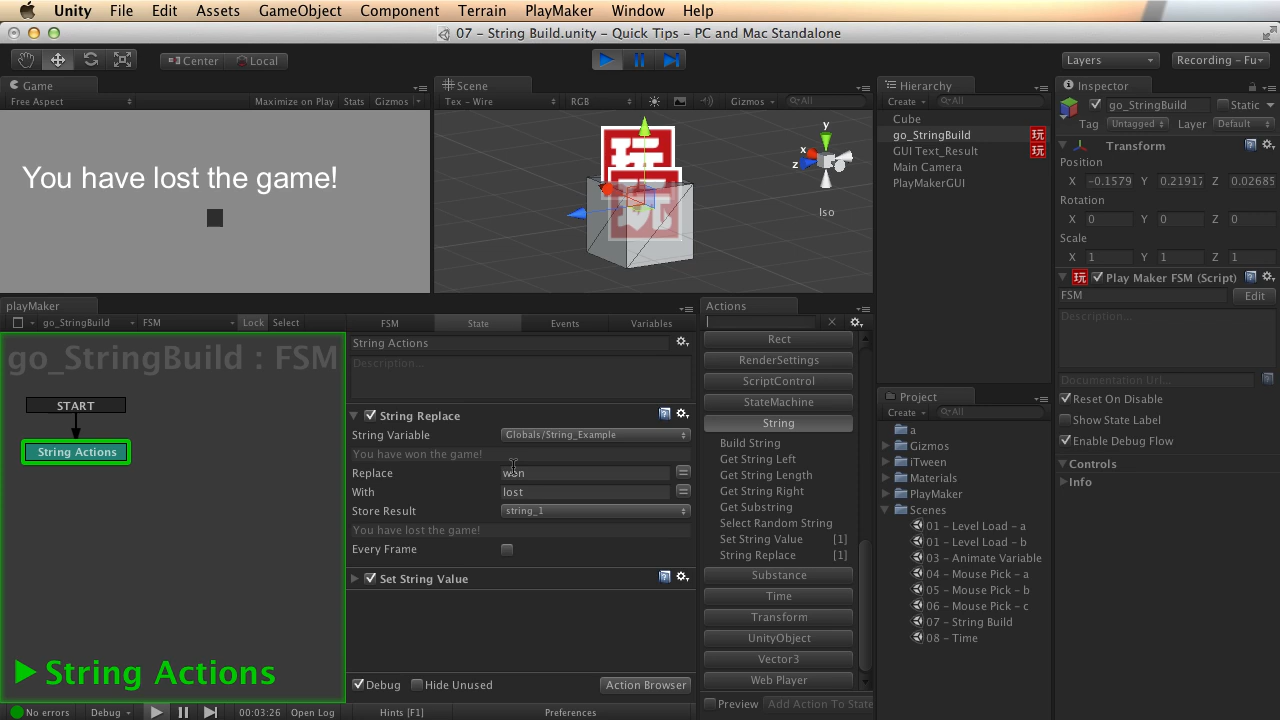 Unity File Edit Assets GameObject Component Terrain PlayMaker Window Help
07 - String Build.unity - Quick Tips - PC and Mac Standalone
Center Local Layers Recording - Fu
Game
Free Aspect Maximize on Play Stats Gizmos
You have lost the game!
Scene
Tex - Wire RGB Gizmos All
y
x
z
Iso
玩
玩
Hierarchy
Create All
Cube
go_StringBuild 玩
GUI Text_Result 玩
Main Camera
PlayMakerGUI
Inspector
go_StringBuild Static
Tag Untagged Layer Default
Transform
Position
X -0.1579 Y 0.21917 Z 0.02685
Rotation
X 0 Y 0 Z 0
Scale
X 1 Y 1 Z 1
玩 Play Maker FSM (Script)
FSM Edit
Description...
Documentation Url...
Reset On Disable
Show State Label
Enable Debug Flow
Controls
Info
playMaker
go_StringBuild FSM Lock Select
go_StringBuild : FSM
START
String Actions
String Actions
No errors Debug 00:03:26 Open Log
FSM State Events Variables
String Actions
Description...
String Replace
String Variable Globals/String_Example
You have won the game!
Replace won
With lost
Store Result string_1
You have lost the game!
Every Frame
Set String Value
Debug Hide Unused Action Browser
Hints [F1] Preferences
Actions
Rect
RenderSettings
ScriptControl
StateMachine
String
Build String
Get String Left
Get String Length
Get String Right
Get Substring
Select Random String
Set String Value [1]
String Replace [1]
Substance
Time
Transform
UnityObject
Vector3
Web Player
Preview Add Action To State
Project
Create All
a
Gizmos
iTween
Materials
PlayMaker
Scenes
01 - Level Load - a
01 - Level Load - b
03 - Animate Variable
04 - Mouse Pick - a
05 - Mouse Pick - b
06 - Mouse Pick - c
07 - String Build
08 - Time